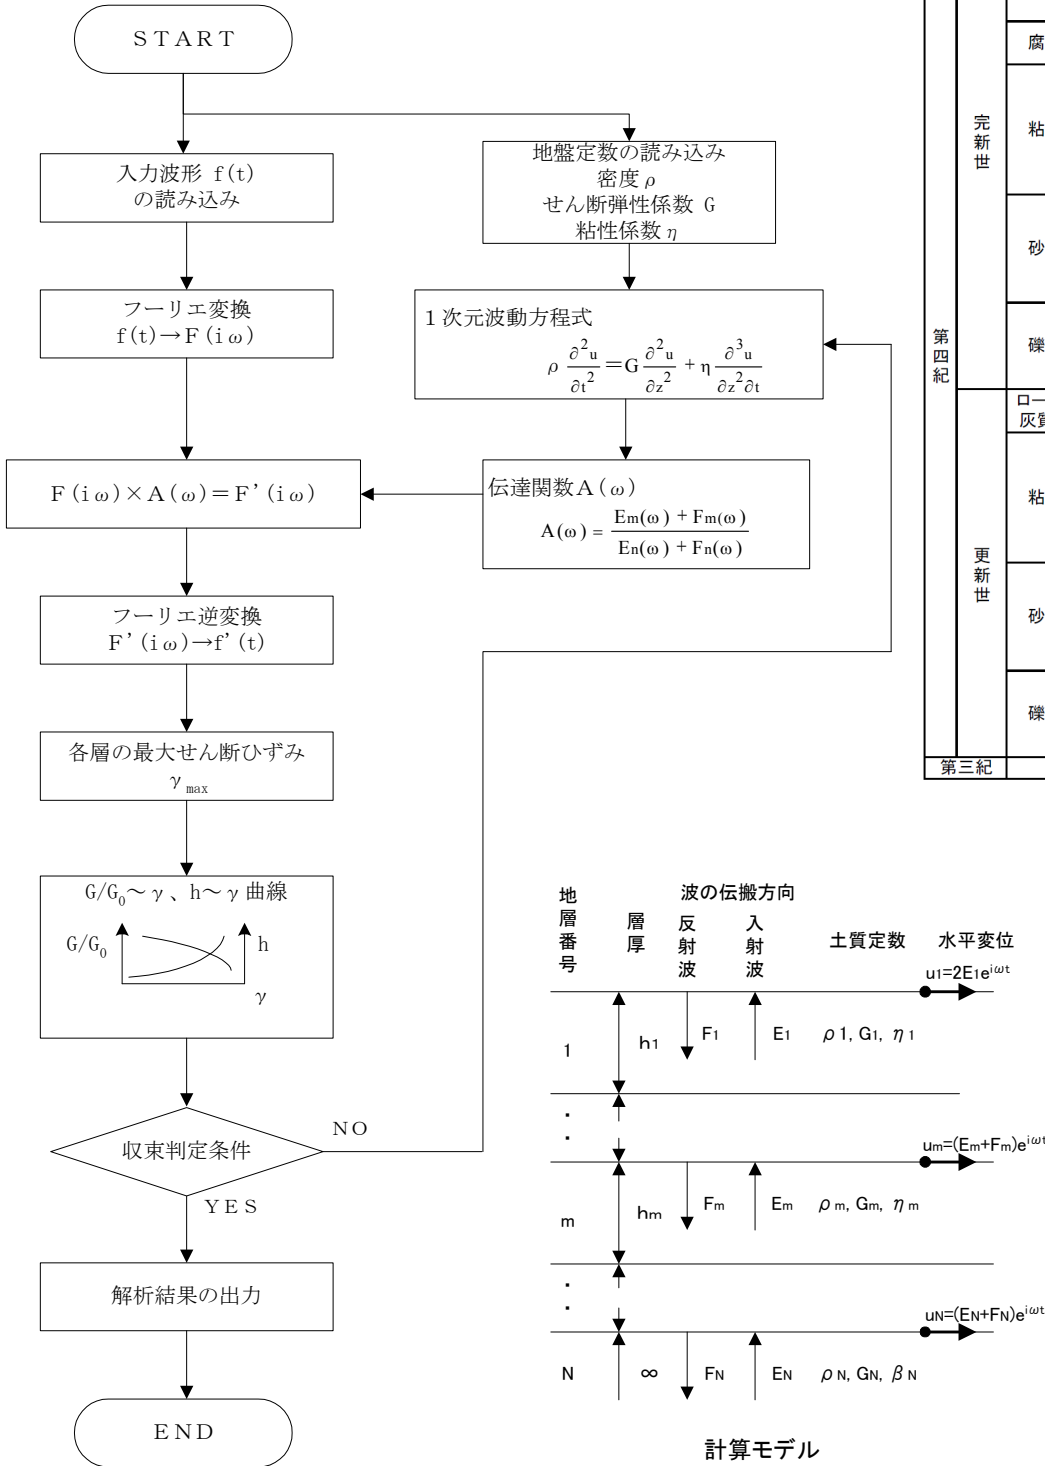 START
入力波形 f(t)
の読み込み
地盤定数の読み込み
密度ρ
せん断弾性係数 G
粘性係数η
フーリエ変換
f(t)→F(iω)
1次元波動方程式
ρ ∂²u/∂t² = G ∂²u/∂z² + η ∂³u/∂z²∂t
F(iω)×A(ω)=F'(iω)
伝達関数A(ω)
A(ω) = (Em(ω) + Fm(ω))/(En(ω) + Fn(ω))
フーリエ逆変換
F'(iω)→f'(t)
各層の最大せん断ひずみ
γmax
G/G0~γ、h~γ曲線
G/G0
h
γ
収束判定条件
NO
YES
解析結果の出力
END
第四紀
完新世
腐
粘
砂
礫
更新世
ロー
灰質
粘
砂
礫
第三紀
地層番号
層厚
波の伝搬方向
反射波
入射波
土質定数
水平変位
u1=2E1e^iωt
1
h1
F1
E1
ρ1, G1, η1
・
・
um=(Em+Fm)e^iωt
m
hm
Fm
Em
ρm, Gm, ηm
・
・
uN=(EN+FN)e^iωt
N
∞
FN
EN
ρN, GN, βN
計算モデル